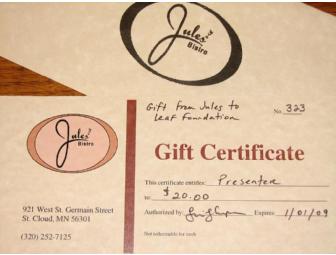 Jules
Bistro
Gift from Jules to
Leaf Foundation
No. 323
Jules
Bistro
Gift Certificate
This certificate entitles: Presenter
to: $20.00
Authorized by Expires: 1/01/09
921 West St. Germain Street
St. Cloud, MN 56301
(320) 252-7125
Not redeemable for cash